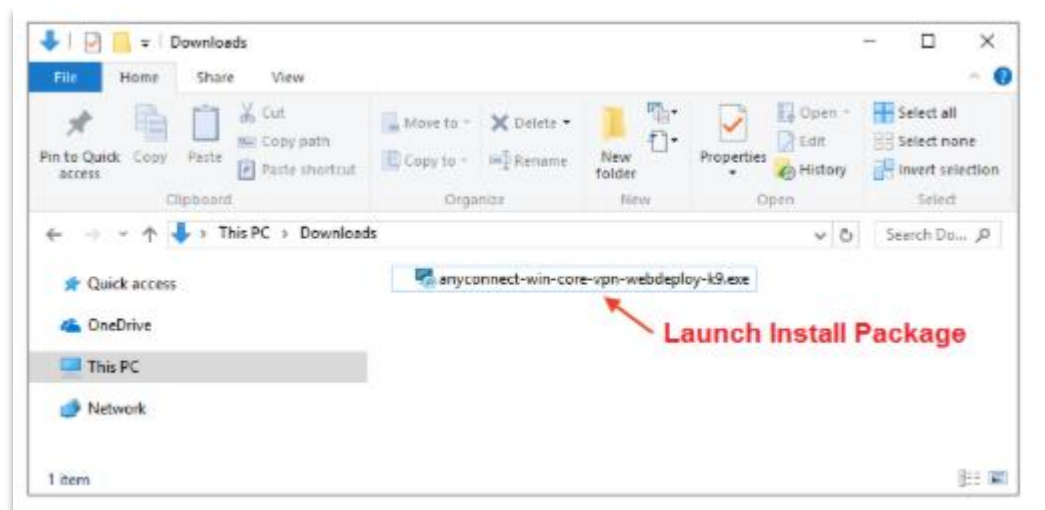 Downloads
File Home Share View
Pin to Quick access
Copy
Paste
Cut
Copy path
Paste shortcut
Clipboard
Move to
Copy to
Delete
Rename
Organize
New folder
New
Properties
Open
Edit
History
Open
Select all
Select none
Invert selection
Select
This PC > Downloads
Search Do...
Quick access
OneDrive
This PC
Network
anyconnect-win-core-vpn-webdeploy-k9.exe
Launch Install Package
1 item